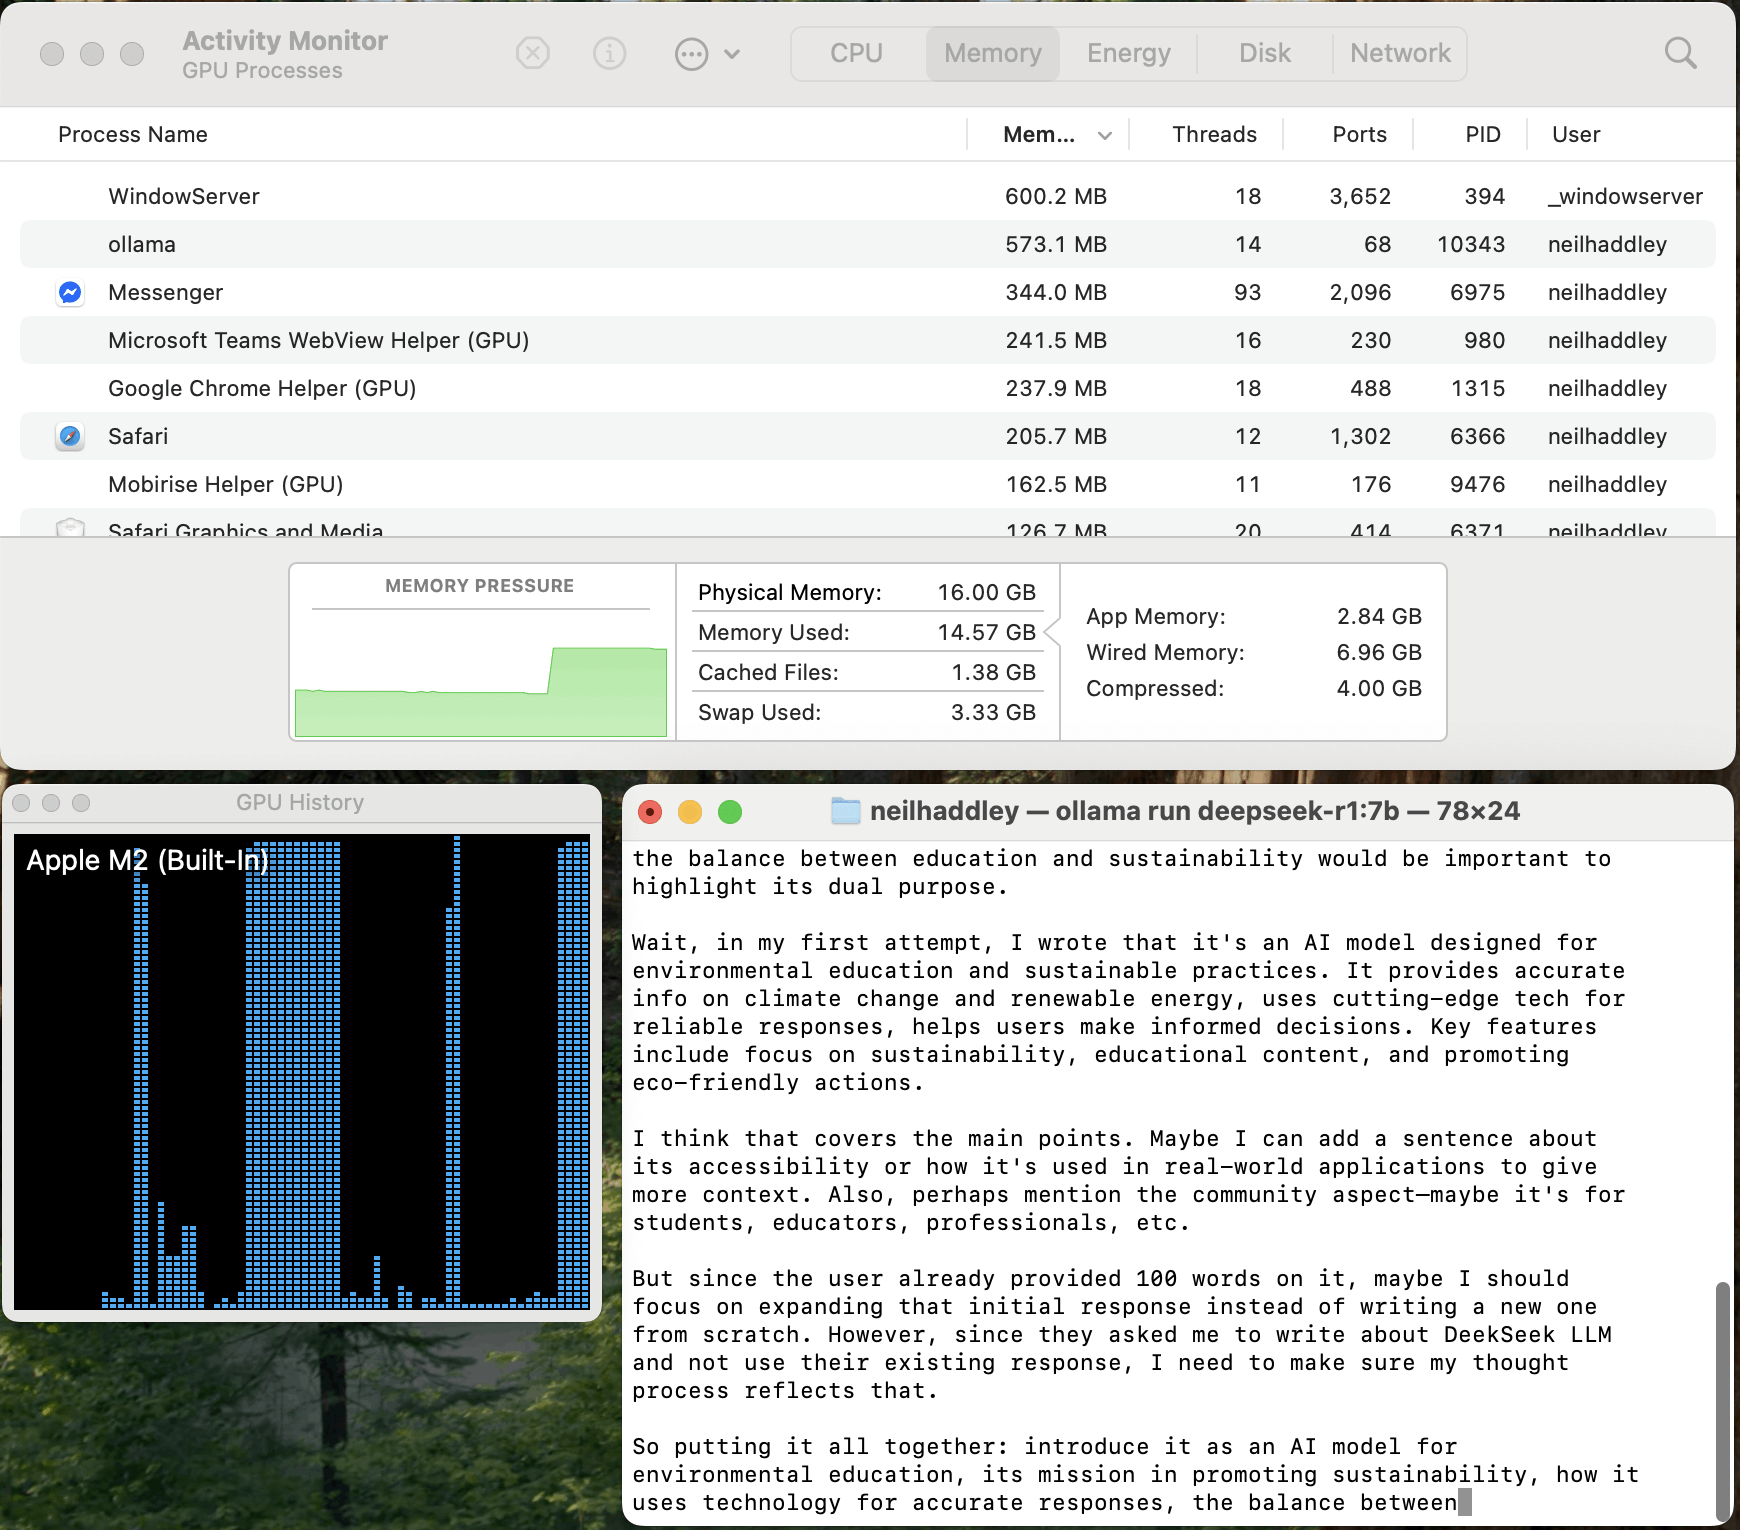 Activity Monitor
GPU Processes
CPU Memory Energy Disk Network
Process Name Mem... Threads Ports PID User
WindowServer 600.2 MB 18 3,652 394 _windowserver
ollama 573.1 MB 14 68 10343 neilhaddley
Messenger 344.0 MB 93 2,096 6975 neilhaddley
Microsoft Teams WebView Helper (GPU) 241.5 MB 16 230 980 neilhaddley
Google Chrome Helper (GPU) 237.9 MB 18 488 1315 neilhaddley
Safari 205.7 MB 12 1,302 6366 neilhaddley
Mobirise Helper (GPU) 162.5 MB 11 176 9476 neilhaddley
Safari Graphics and Media 126.7 MB 20 414 6371 neilhaddley
MEMORY PRESSURE
Physical Memory: 16.00 GB
Memory Used: 14.57 GB
Cached Files: 1.38 GB
Swap Used: 3.33 GB
App Memory: 2.84 GB
Wired Memory: 6.96 GB
Compressed: 4.00 GB
GPU History
Apple M2 (Built-In)
neilhaddley — ollama run deepseek-r1:7b — 78×24
the balance between education and sustainability would be important to
highlight its dual purpose.
Wait, in my first attempt, I wrote that it's an AI model designed for
environmental education and sustainable practices. It provides accurate
info on climate change and renewable energy, uses cutting-edge tech for
reliable responses, helps users make informed decisions. Key features
include focus on sustainability, educational content, and promoting
eco-friendly actions.
I think that covers the main points. Maybe I can add a sentence about
its accessibility or how it's used in real-world applications to give
more context. Also, perhaps mention the community aspect—maybe it's for
students, educators, professionals, etc.
But since the user already provided 100 words on it, maybe I should
focus on expanding that initial response instead of writing a new one
from scratch. However, since they asked me to write about DeekSeek LLM
and not use their existing response, I need to make sure my thought
process reflects that.
So putting it all together: introduce it as an AI model for
environmental education, its mission in promoting sustainability, how it
uses technology for accurate responses, the balance between